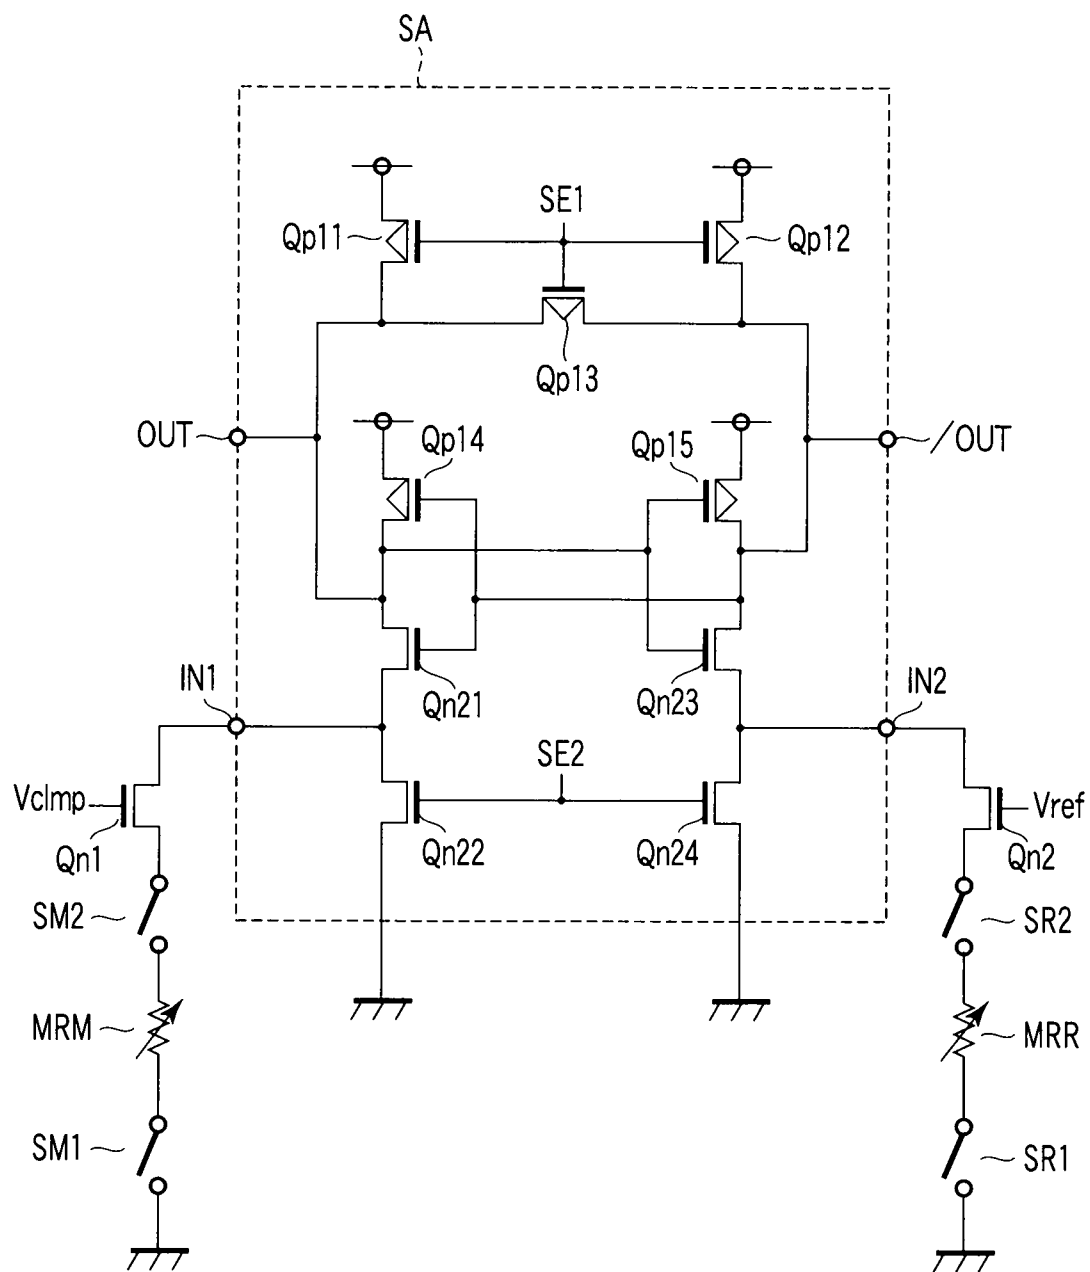 SA
SE1
Qp11
Qp12
Qp13
OUT
Qp14
Qp15
/OUT
IN1
Qn21
Qn23
IN2
SE2
Vclmp
Vref
Qn1
Qn22
Qn24
Qn2
SM2
SR2
MRM
MRR
SM1
SR1